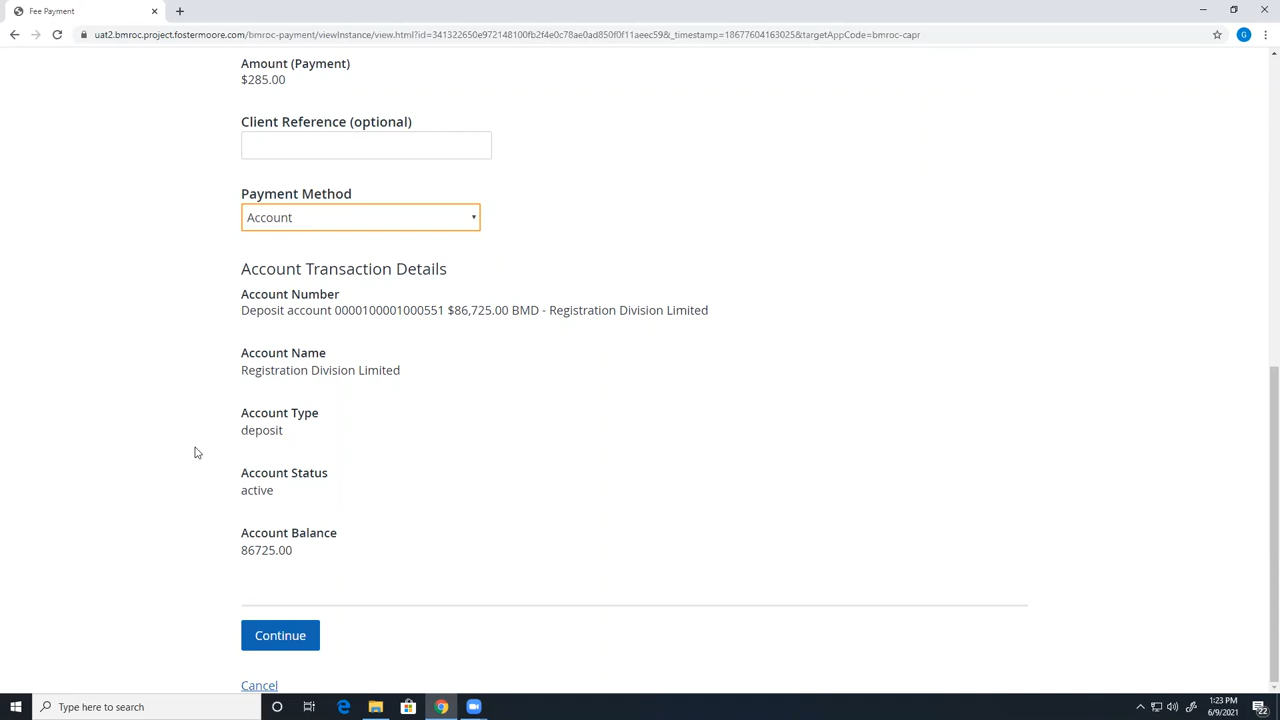 Fee Payment
uat2.bmroc.project.fostermoore.com/bmroc-payment/viewInstance/view.html?id=341322650e972148100fb2f4e0c78ae0ad850f0f11aeec59&_timestamp=18677604163025&targetAppCode=bmroc-capr
G
Amount (Payment)
$285.00
Client Reference (optional)
Payment Method
Account
Account Transaction Details
Account Number
Deposit account 0000100001000551 $86,725.00 BMD - Registration Division Limited
Account Name
Registration Division Limited
Account Type
deposit
Account Status
active
Account Balance
86725.00
Continue
Cancel
Type here to search
1:23 PM
6/9/2021
22